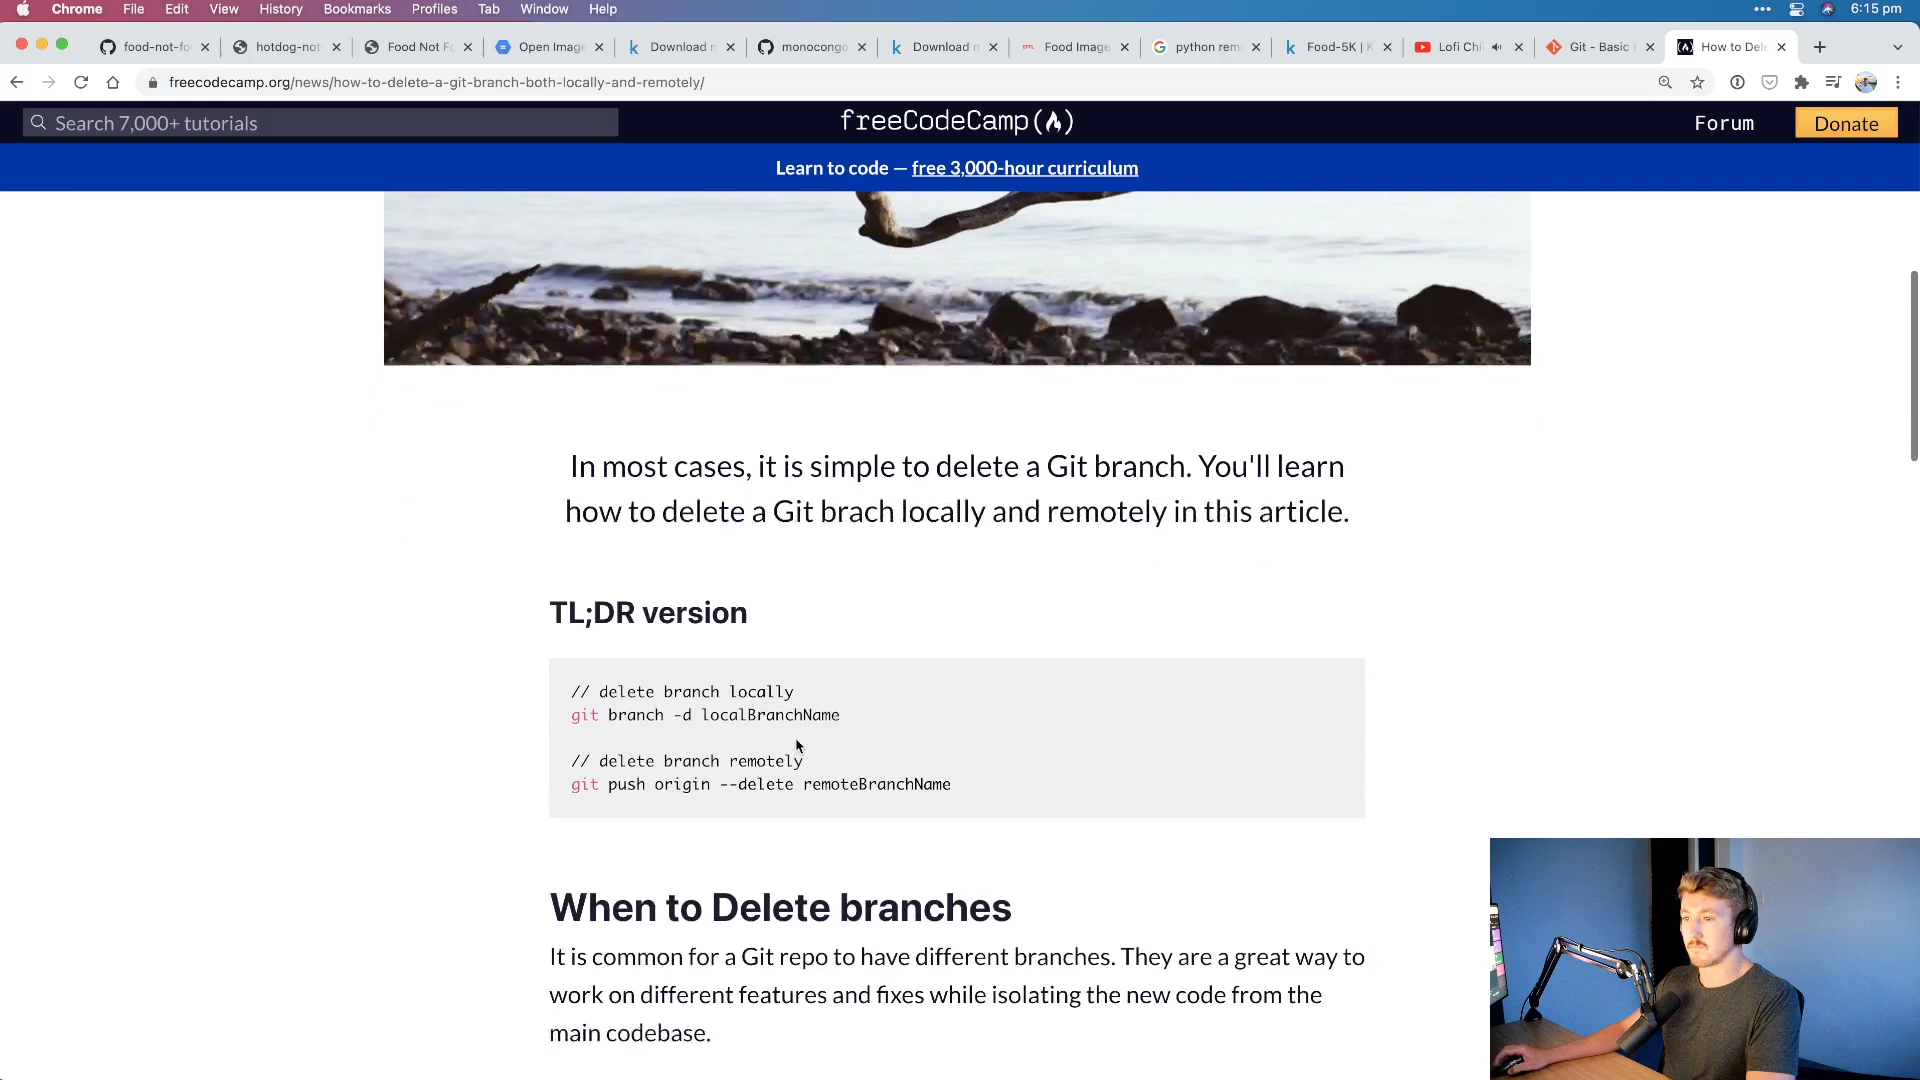 Chrome File Edit View History Bookmarks Profiles Tab Window Help 6:15 pm
food-not-fo hotdog-not Food Not Fo Open Image Download n monocongo Download n Food Image python rem Food-5K | K Lofi Chi Git - Basic How to Dele
freecodecamp.org/news/how-to-delete-a-git-branch-both-locally-and-remotely/
Search 7,000+ tutorials freeCodeCamp Forum Donate
Learn to code — free 3,000-hour curriculum
In most cases, it is simple to delete a Git branch. You'll learn
how to delete a Git brach locally and remotely in this article.
TL;DR version
// delete branch locally
git branch -d localBranchName
// delete branch remotely
git push origin --delete remoteBranchName
When to Delete branches
It is common for a Git repo to have different branches. They are a great way to
work on different features and fixes while isolating the new code from the
main codebase.